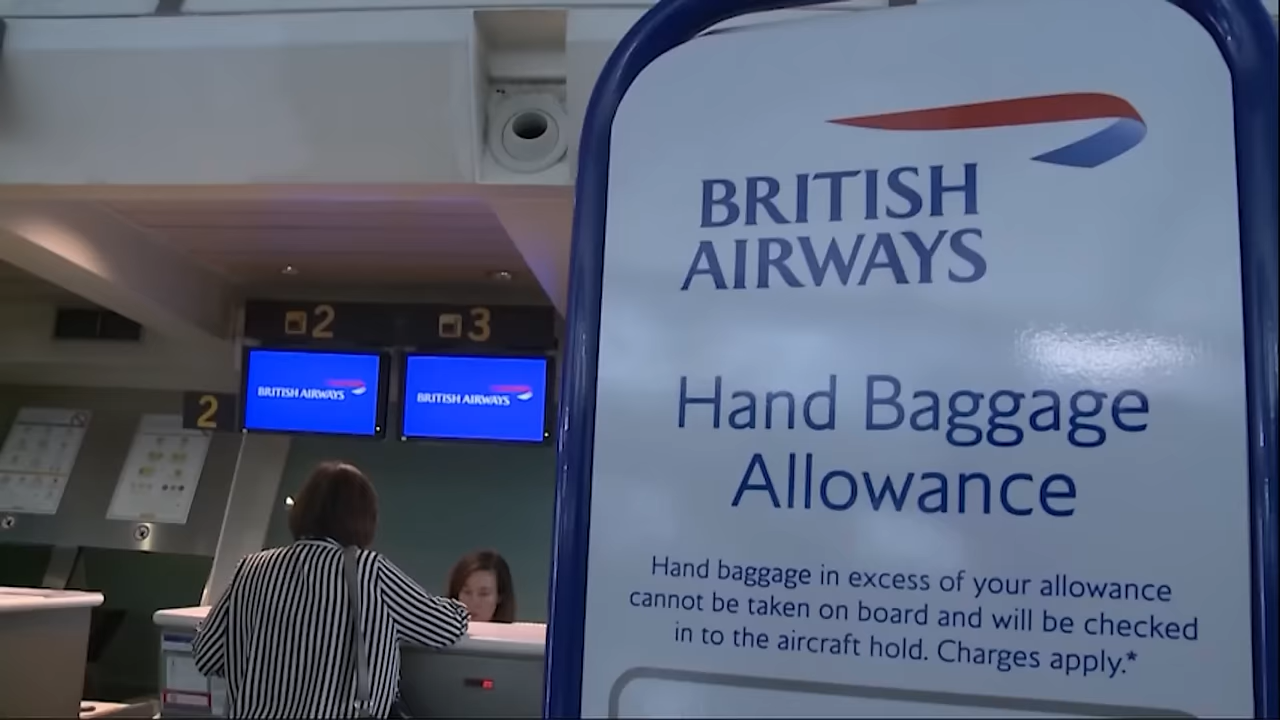 BRITISH
AIRWAYS
Hand Baggage
Allowance
Hand baggage in excess of your allowance
cannot be taken on board and will be checked
in to the aircraft hold. Charges apply.*
2
3
BRITISH AIRWAYS
BRITISH AIRWAYS
2